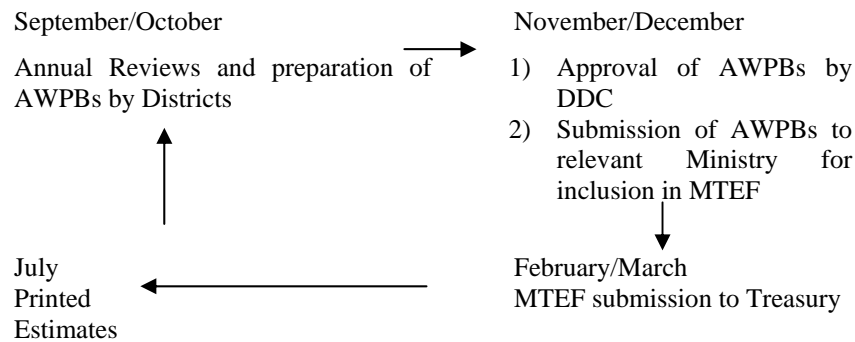 September/October
Annual Reviews and preparation of
AWPBs by Districts
November/December
1) Approval of AWPBs by
DDC
2) Submission of AWPBs to
relevant Ministry for
inclusion in MTEF
July
Printed
Estimates
February/March
MTEF submission to Treasury